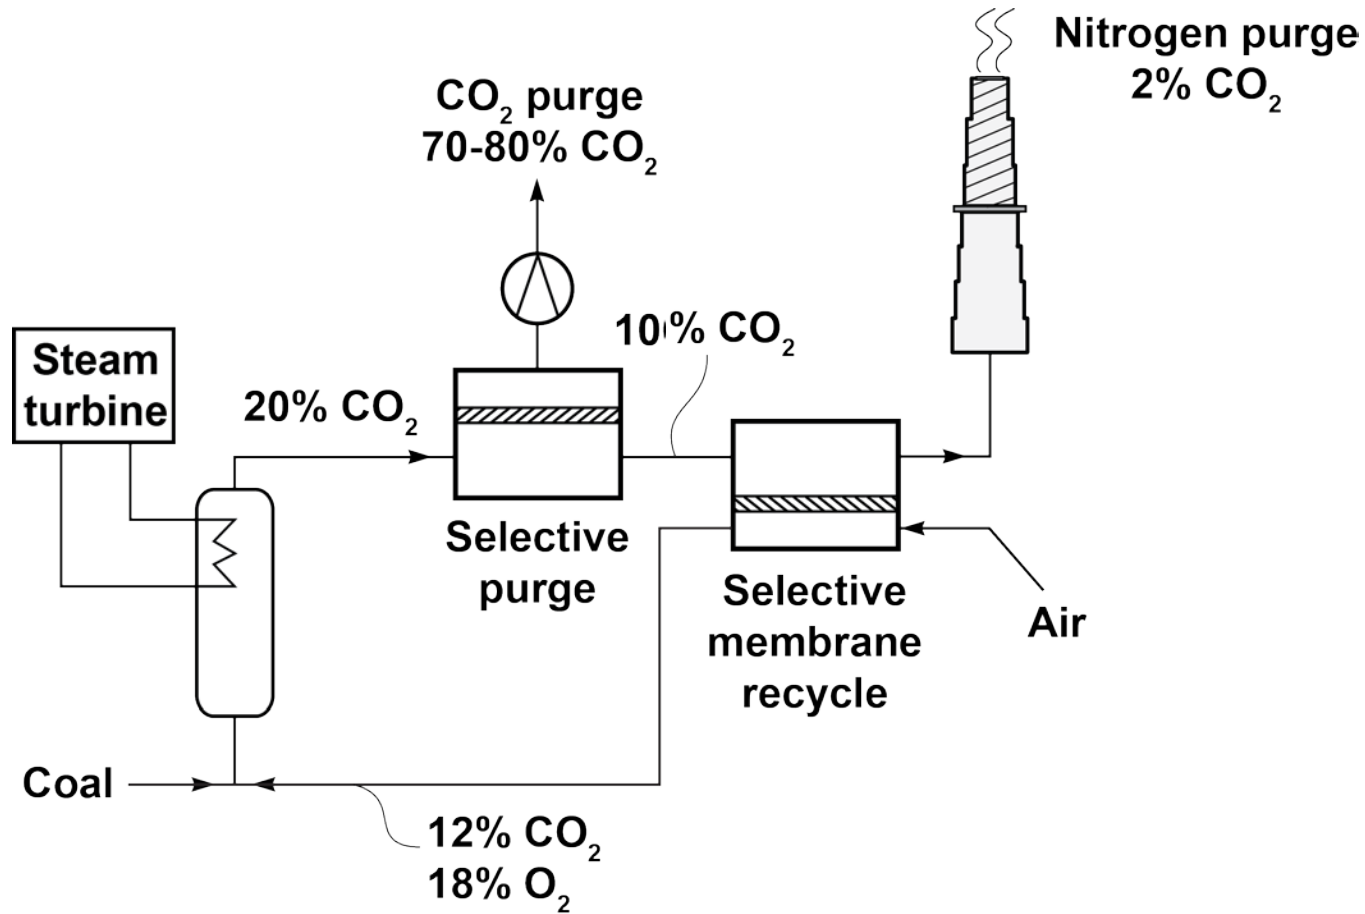 Nitrogen purge
2% CO₂
CO₂ purge
70-80% CO₂
10% CO₂
Steam
turbine
20% CO₂
Selective
purge
Selective
membrane
recycle
Air
Coal
12% CO₂
18% O₂